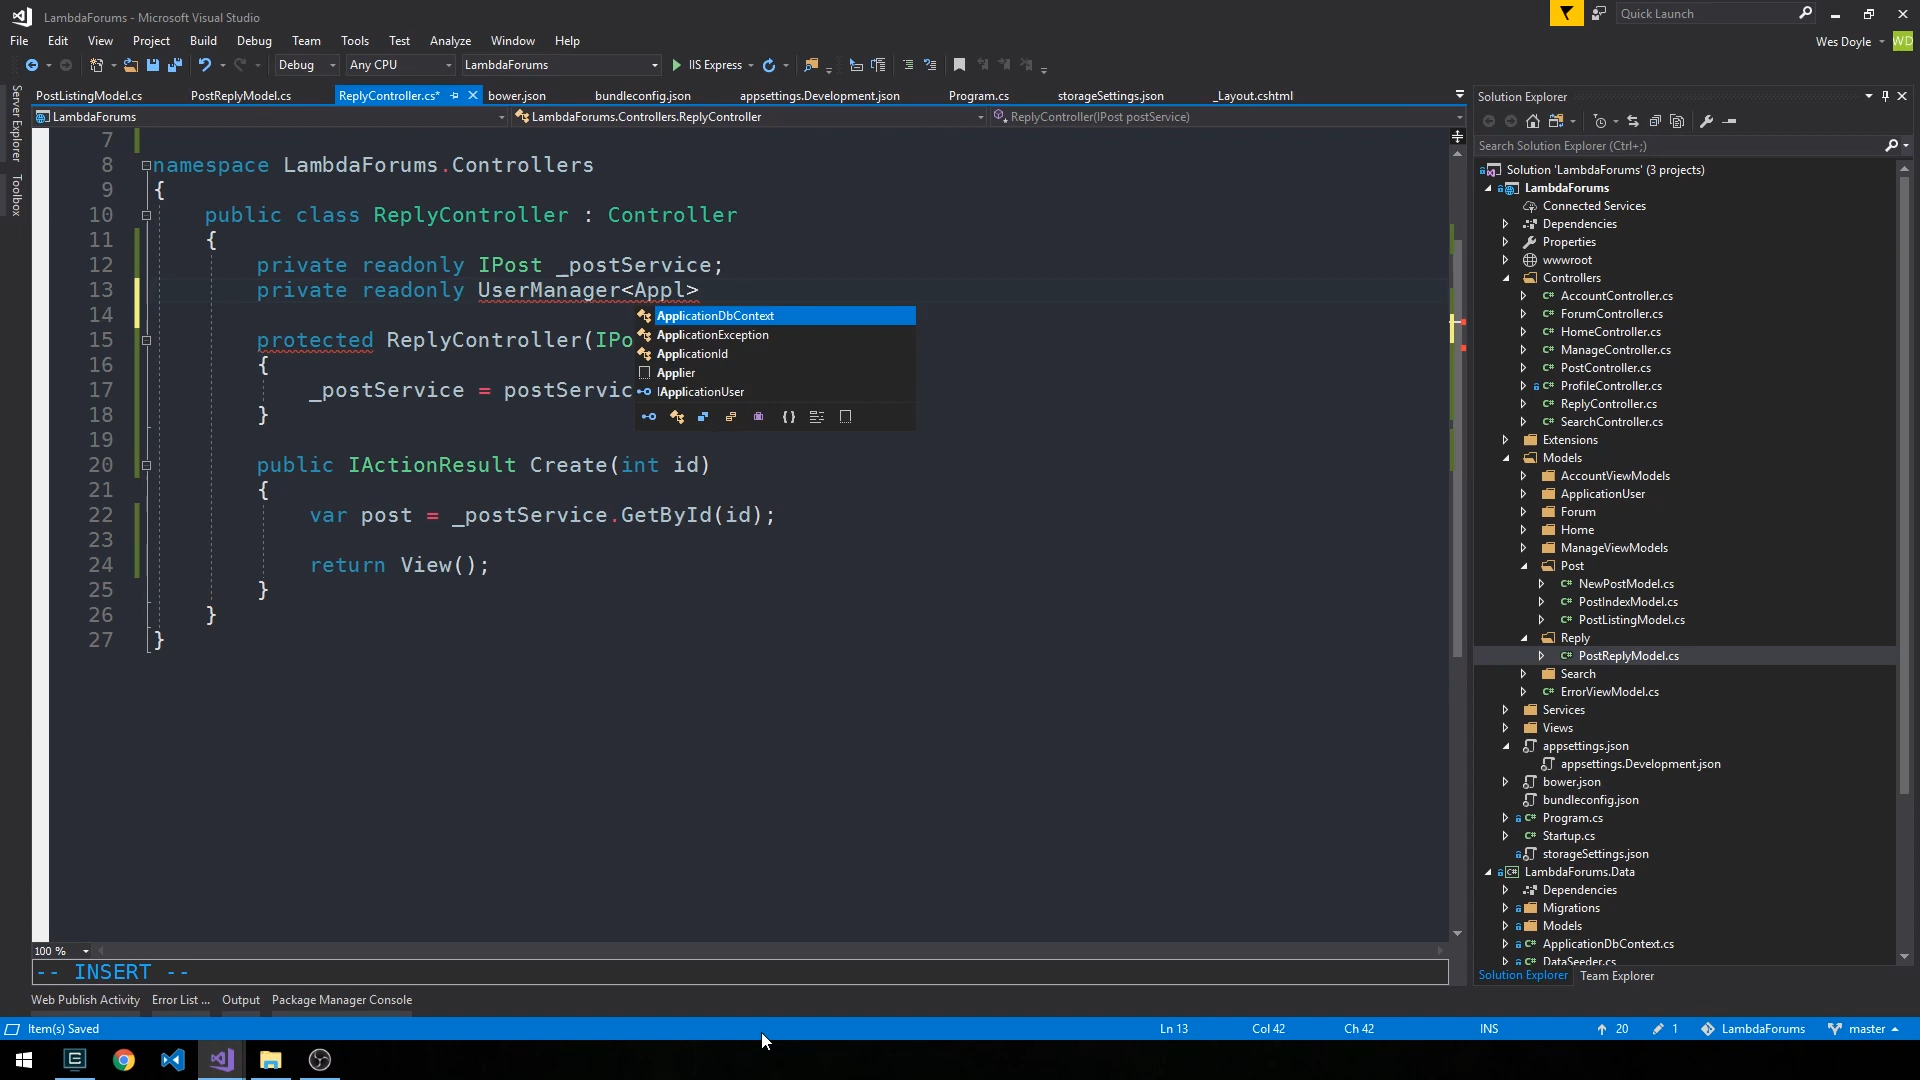 LambdaForums - Microsoft Visual Studio
Quick Launch
File Edit View Project Build Debug Team Tools Test Analyze Window Help
Wes Doyle WD
Debug Any CPU LambdaForums IIS Express
PostListingModel.cs PostReplyModel.cs ReplyController.cs* bower.json bundleconfig.json appsettings.Development.json Program.cs storageSettings.json _Layout.cshtml
LambdaForums LambdaForums.Controllers.ReplyController ReplyController(IPost postService)
Server Explorer
Toolbox
7
8 namespace LambdaForums.Controllers
9 {
10 public class ReplyController : Controller
11 {
12 private readonly IPost _postService;
13 private readonly UserManager<Appl>
14
15 protected ReplyController(IPo
16 {
17 _postService = postServic
18 }
19
20 public IActionResult Create(int id)
21 {
22 var post = _postService.GetById(id);
23
24 return View();
25 }
26 }
27 }
ApplicationDbContext
ApplicationException
ApplicationId
Applier
IApplicationUser
100 %
-- INSERT --
Web Publish Activity Error List ... Output Package Manager Console
Item(s) Saved Ln 13 Col 42 Ch 42 INS 20 1 LambdaForums master
Solution Explorer
Search Solution Explorer (Ctrl+;)
Solution 'LambdaForums' (3 projects)
LambdaForums
Connected Services
Dependencies
Properties
wwwroot
Controllers
C# AccountController.cs
C# ForumController.cs
C# HomeController.cs
C# ManageController.cs
C# PostController.cs
C# ProfileController.cs
C# ReplyController.cs
C# SearchController.cs
Extensions
Models
AccountViewModels
ApplicationUser
Forum
Home
ManageViewModels
Post
C# NewPostModel.cs
C# PostIndexModel.cs
C# PostListingModel.cs
Reply
C# PostReplyModel.cs
Search
C# ErrorViewModel.cs
Services
Views
appsettings.json
appsettings.Development.json
bower.json
bundleconfig.json
C# Program.cs
C# Startup.cs
storageSettings.json
C# LambdaForums.Data
Dependencies
Migrations
Models
C# ApplicationDbContext.cs
C# DataSeeder.cs
Solution Explorer Team Explorer